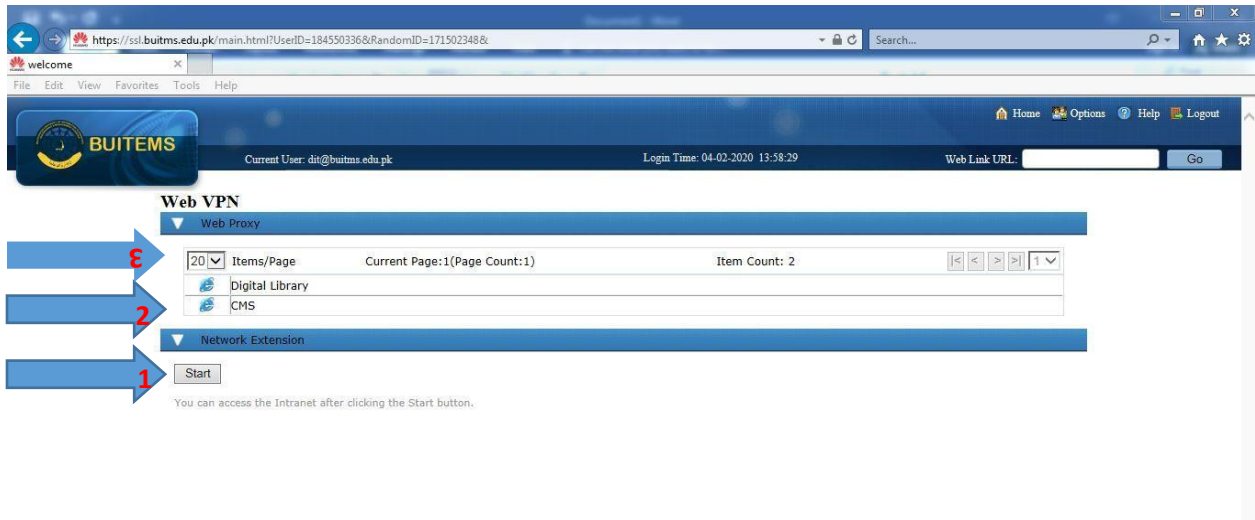 Document1 - Word
https://ssl.buitms.edu.pk/main.html?UserID=184550336&RandomID=171502348&
Search...
welcome
File Edit View Favorites Tools Help
Home Options Help Logout
BUITEMS
Current User: dit@buitms.edu.pk Login Time: 04-02-2020 13:58:29 Web Link URL: Go
Web VPN
Web Proxy
3 20 Items/Page Current Page:1(Page Count:1) Item Count: 2 |< < > >| 1
Digital Library
2 CMS
Network Extension
1 Start
You can access the Intranet after clicking the Start button.